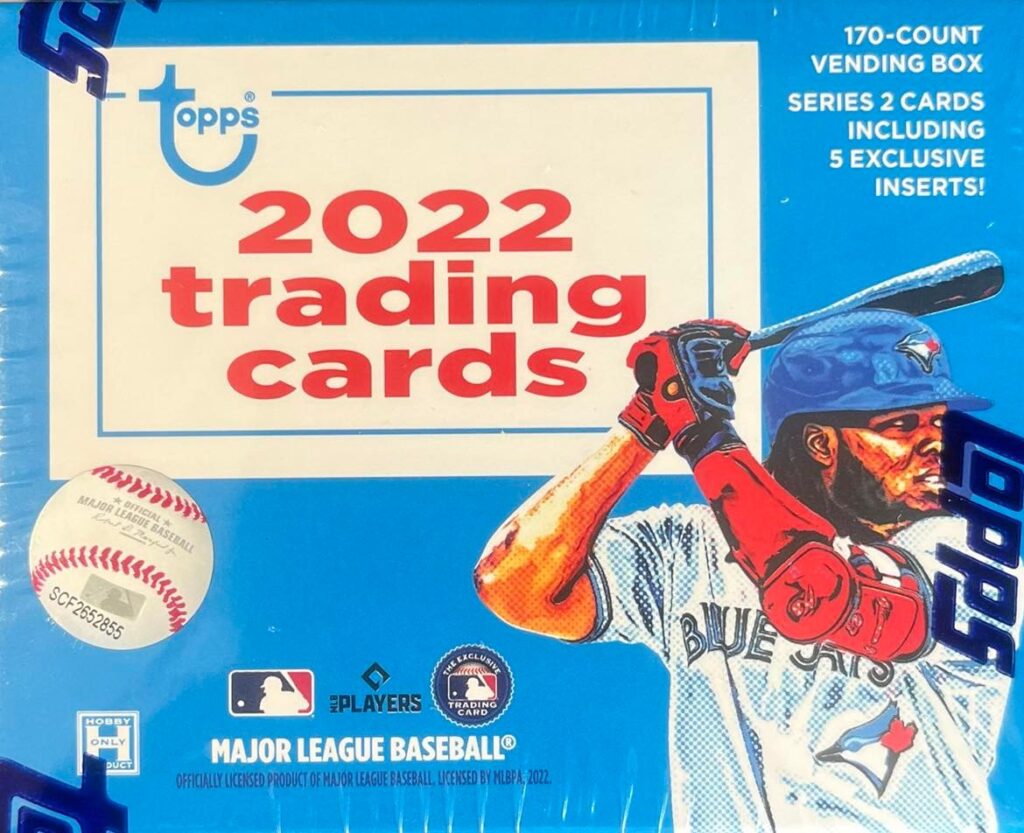 170-COUNT
VENDING BOX
SERIES 2 CARDS
INCLUDING
5 EXCLUSIVE
INSERTS!
topps®
2022
trading
cards
★ OFFICIAL ★
MAJOR LEAGUE BASEBALL
SCF2652855
BLUE JAYS
topps
MLB PLAYERS
THE EXCLUSIVE
TRADING
CARD
HOBBY
ONLY
H
MAJOR LEAGUE BASEBALL®
OFFICIALLY LICENSED PRODUCT OF MAJOR LEAGUE BASEBALL. LICENSED BY MLBPA, 2022.